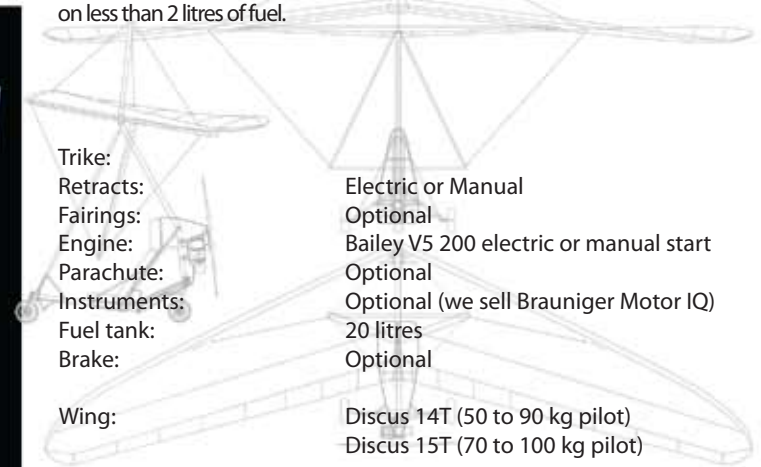 on less than 2 litres of fuel.
Trike:
Retracts: Electric or Manual
Fairings: Optional
Engine: Bailey V5 200 electric or manual start
Parachute: Optional
Instruments: Optional (we sell Brauniger Motor IQ)
Fuel tank: 20 litres
Brake: Optional
Wing: Discus 14T (50 to 90 kg pilot)
Discus 15T (70 to 100 kg pilot)